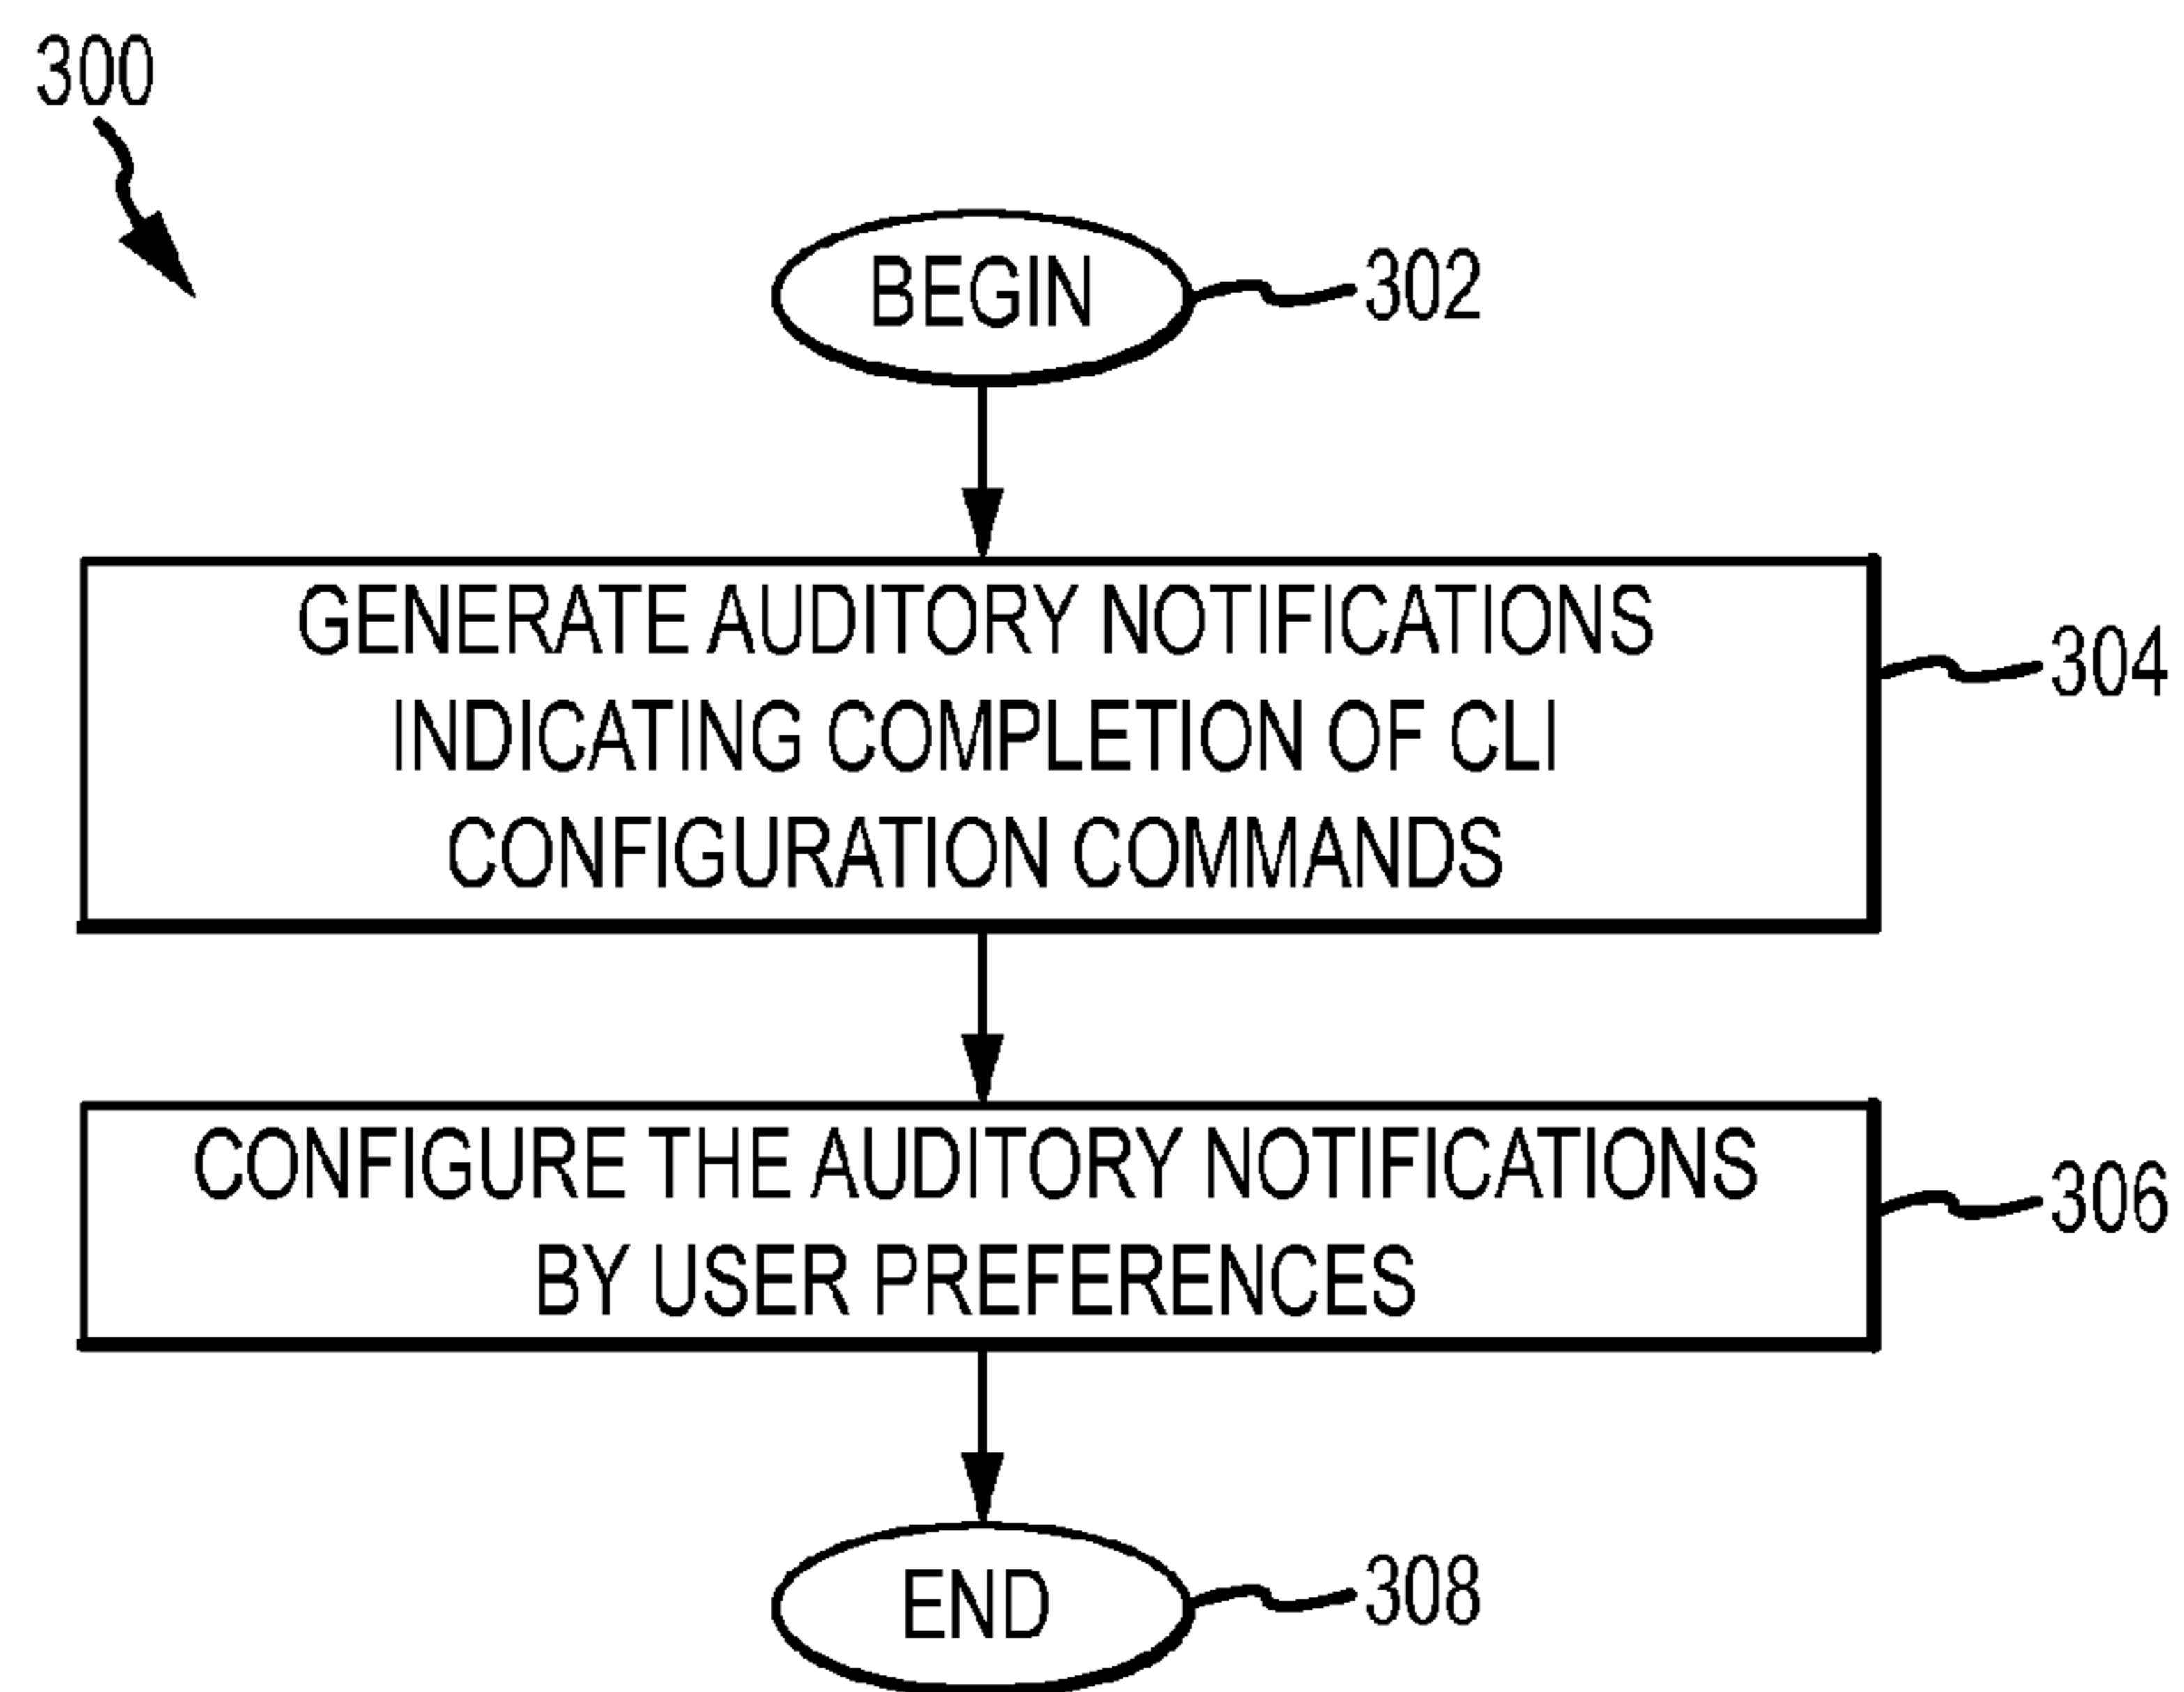 300
BEGIN
302
GENERATE AUDITORY NOTIFICATIONS
INDICATING COMPLETION OF CLI
CONFIGURATION COMMANDS
304
CONFIGURE THE AUDITORY NOTIFICATIONS
BY USER PREFERENCES
306
END
308